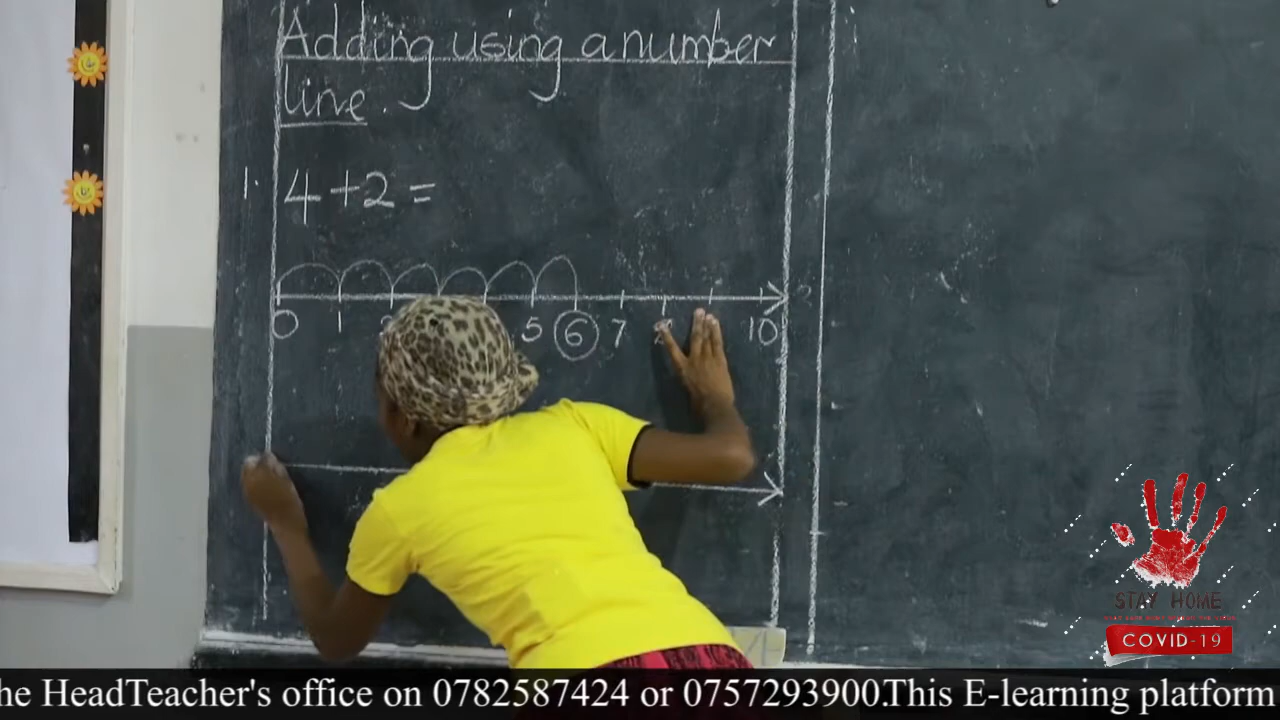 Adding using a number
line.
1. 4+2=
0 1 5 6 7 10
STAY HOME
COVID-19
he HeadTeacher's office on 0782587424 or 0757293900.This E-learning platform